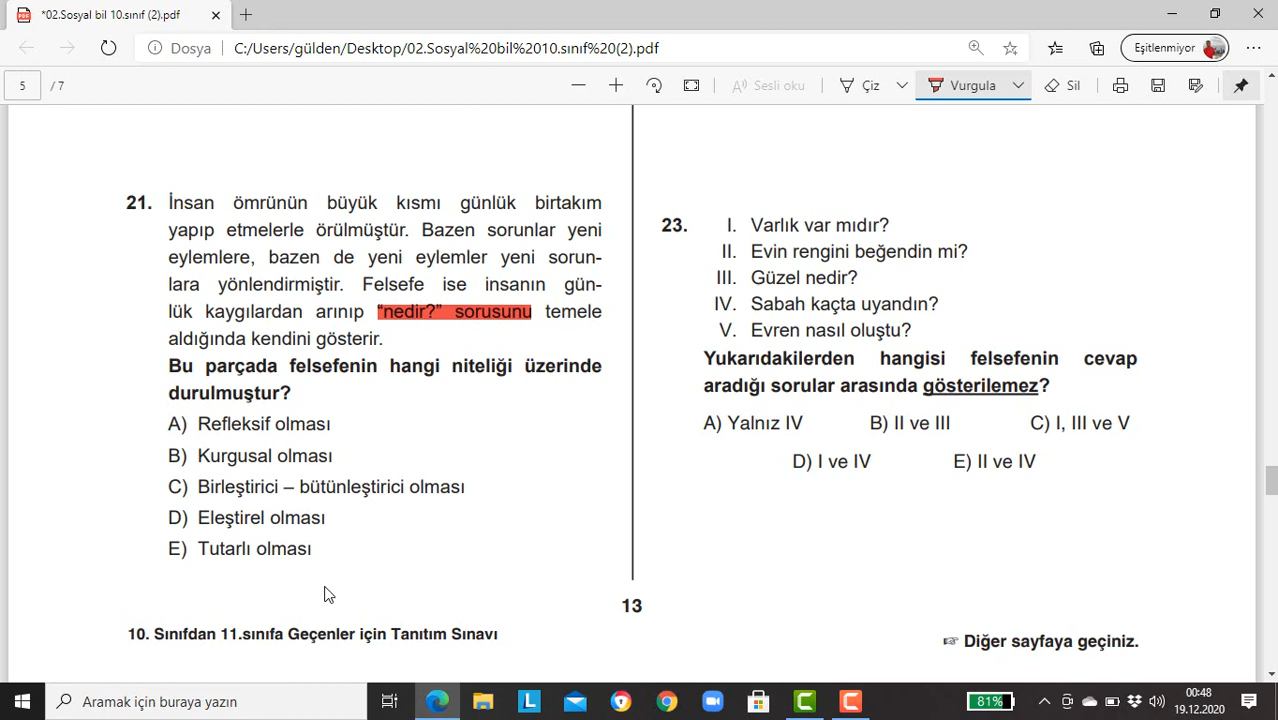 *02.Sosyal bil 10.sınıf (2).pdf
Dosya
C:/Users/gülden/Desktop/02.Sosyal%20bil%2010.sınıf%20(2).pdf
Eşitlenmiyor
5 / 7
Sesli oku
Çiz
Vurgula
Sil
21. İnsan ömrünün büyük kısmı günlük birtakım
yapıp etmelerle örülmüştür. Bazen sorunlar yeni
eylemlere, bazen de yeni eylemler yeni sorun-
lara yönlendirmiştir. Felsefe ise insanın gün-
lük kaygılardan arınıp “nedir?” sorusunu temele
aldığında kendini gösterir.
Bu parçada felsefenin hangi niteliği üzerinde
durulmuştur?
A) Refleksif olması
B) Kurgusal olması
C) Birleştirici – bütünleştirici olması
D) Eleştirel olması
E) Tutarlı olması
23. I. Varlık var mıdır?
II. Evin rengini beğendin mi?
III. Güzel nedir?
IV. Sabah kaçta uyandın?
V. Evren nasıl oluştu?
Yukarıdakilerden hangisi felsefenin cevap
aradığı sorular arasında gösterilemez?
A) Yalnız IV B) II ve III C) I, III ve V
D) I ve IV E) II ve IV
13
10. Sınıfdan 11.sınıfa Geçenler için Tanıtım Sınavı
Diğer sayfaya geçiniz.
Aramak için buraya yazın
81%
00:48
19.12.2020